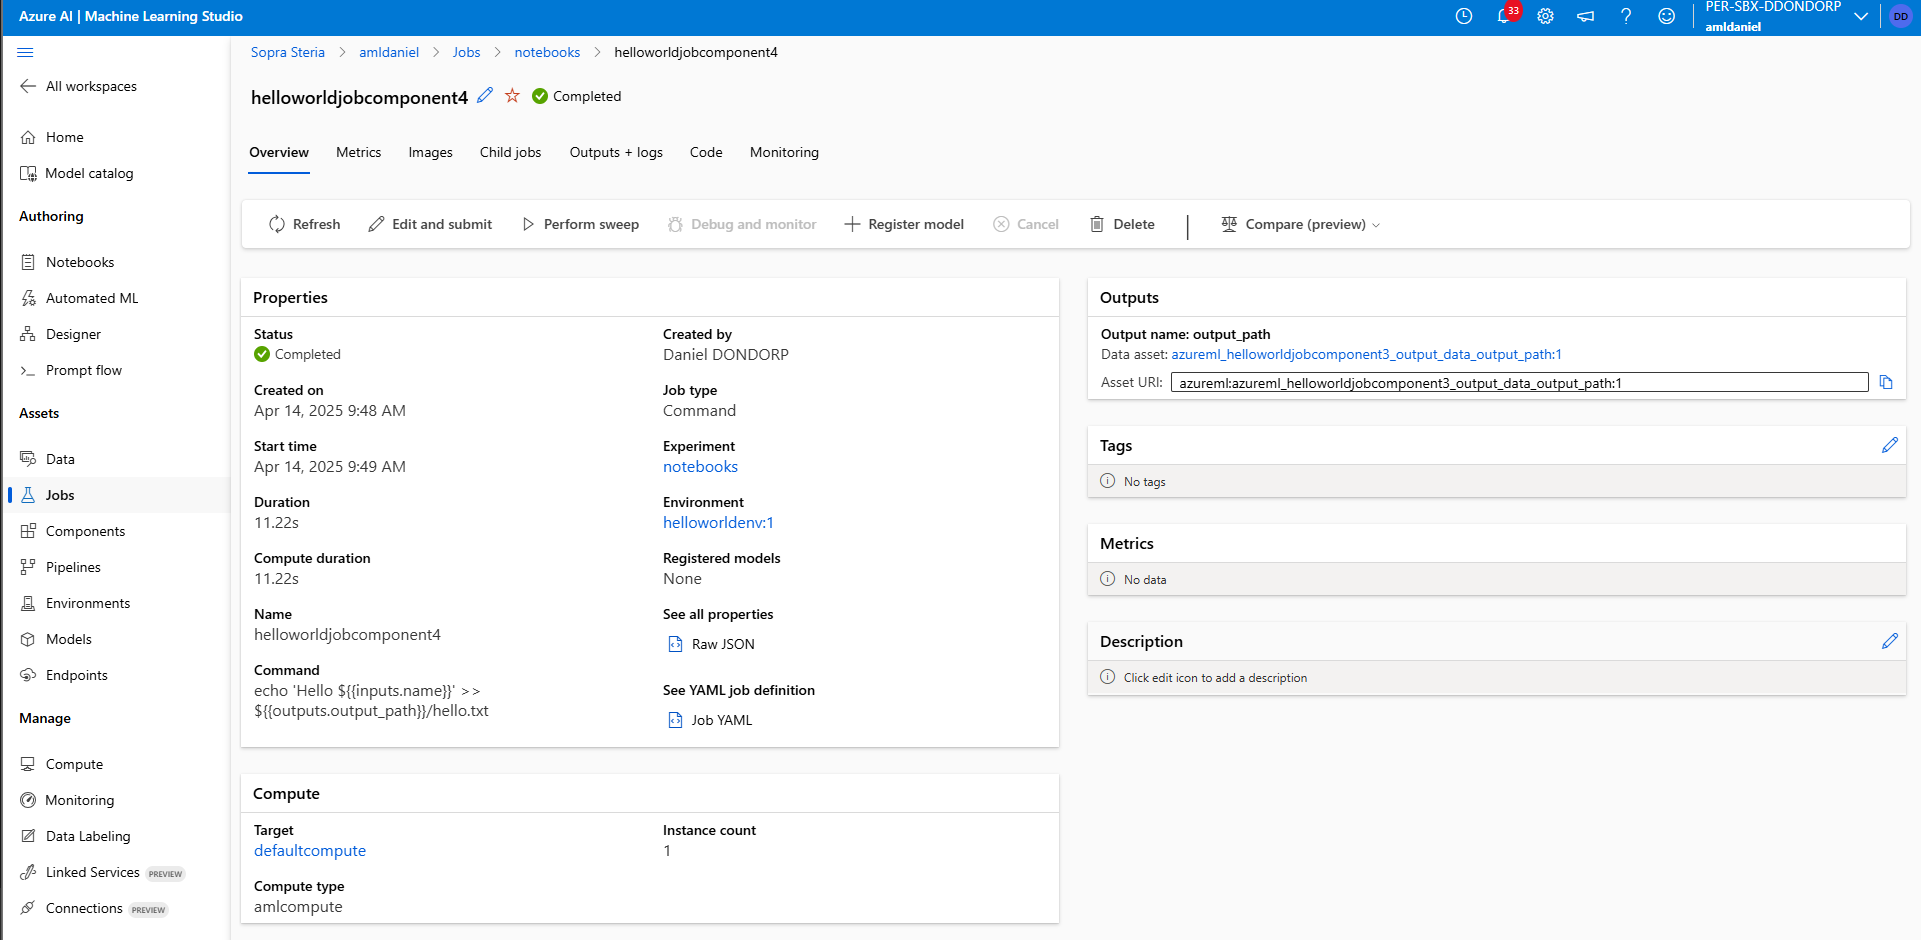 Azure AI | Machine Learning Studio
33
PER-SBX-DDONDORP
amldaniel
DD
All workspaces
Home
Model catalog
Authoring
Notebooks
Automated ML
Designer
Prompt flow
Assets
Data
Jobs
Components
Pipelines
Environments
Models
Endpoints
Manage
Compute
Monitoring
Data Labeling
Linked Services PREVIEW
Connections PREVIEW
Sopra Steria > amldaniel > Jobs > notebooks > helloworldjobcomponent4
helloworldjobcomponent4 Completed
Overview Metrics Images Child jobs Outputs + logs Code Monitoring
Refresh Edit and submit Perform sweep Debug and monitor Register model Cancel Delete | Compare (preview)
Properties
Status
Completed
Created on
Apr 14, 2025 9:48 AM
Start time
Apr 14, 2025 9:49 AM
Duration
11.22s
Compute duration
11.22s
Name
helloworldjobcomponent4
Command
echo 'Hello ${{inputs.name}}' >>
${{outputs.output_path}}/hello.txt
Created by
Daniel DONDORP
Job type
Command
Experiment
notebooks
Environment
helloworldenv:1
Registered models
None
See all properties
Raw JSON
See YAML job definition
Job YAML
Compute
Target
defaultcompute
Compute type
amlcompute
Instance count
1
Outputs
Output name: output_path
Data asset: azureml_helloworldjobcomponent3_output_data_output_path:1
Asset URI: azureml:azureml_helloworldjobcomponent3_output_data_output_path:1
Tags
No tags
Metrics
No data
Description
Click edit icon to add a description